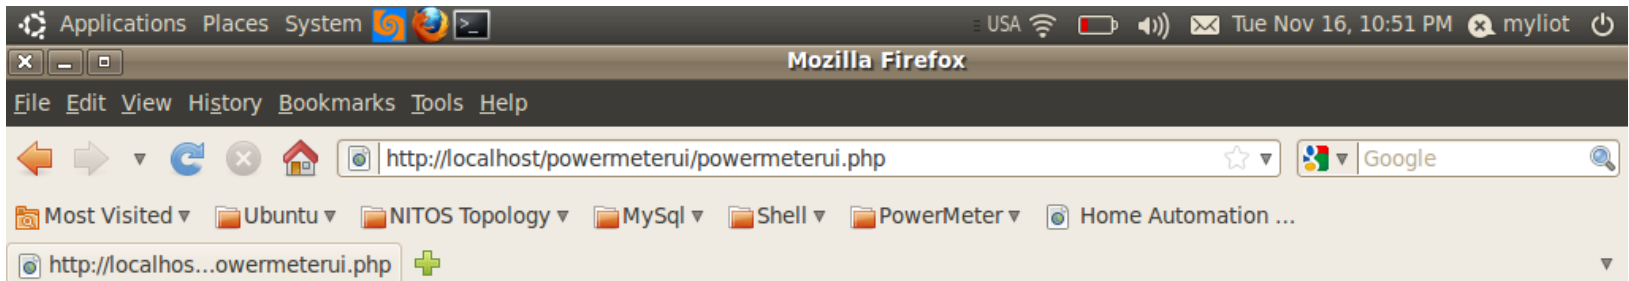 Applications Places System USA Tue Nov 16, 10:51 PM myliot
Mozilla Firefox
File Edit View History Bookmarks Tools Help
http://localhost/powermeterui/powermeterui.php Google
Most Visited Ubuntu NITOS Topology MySql Shell PowerMeter Home Automation ...
http://localhos...owermeterui.php